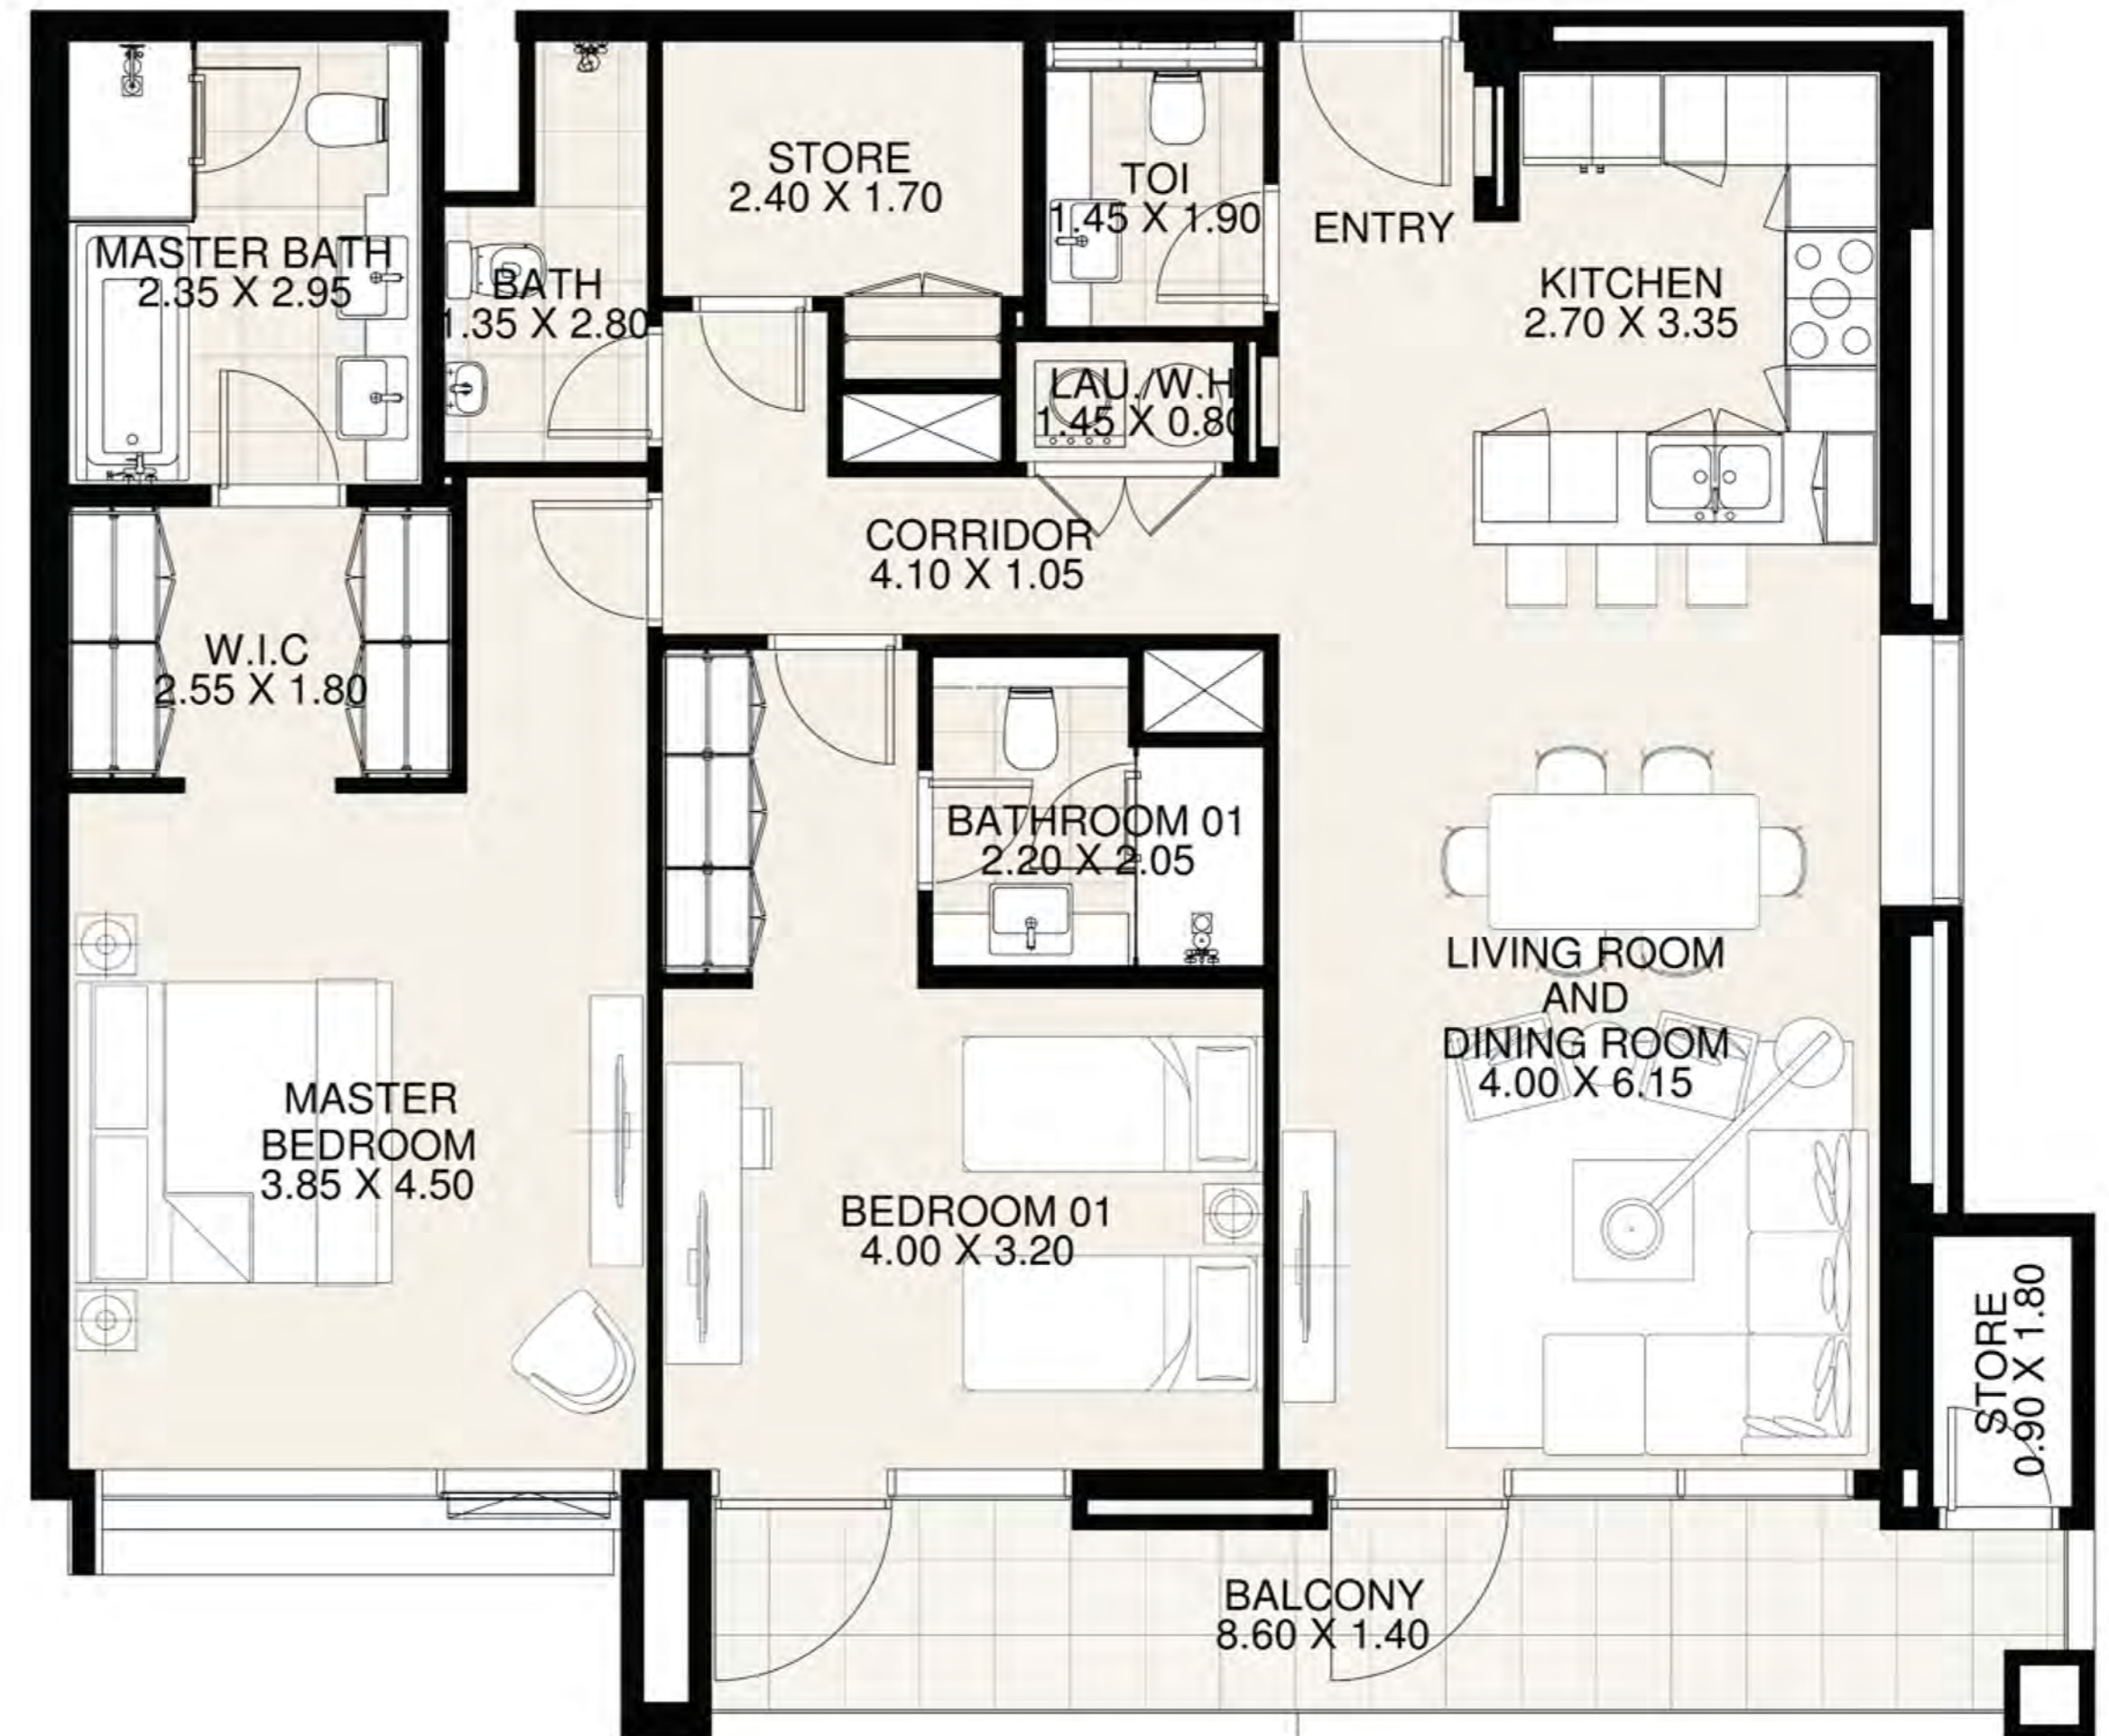 STORE
2.40 X 1.70
TOI
1.45 X 1.90
ENTRY
MASTER BATH
2.35 X 2.95
BATH
1.35 X 2.80
KITCHEN
2.70 X 3.35
LAU./W.H
1.45 X 0.80
CORRIDOR
4.10 X 1.05
W.I.C
2.55 X 1.80
BATHROOM 01
2.20 X 2.05
LIVING ROOM
AND
DINING ROOM
4.00 X 6.15
MASTER
BEDROOM
3.85 X 4.50
BEDROOM 01
4.00 X 3.20
STORE
0.90 X 1.80
BALCONY
8.60 X 1.40